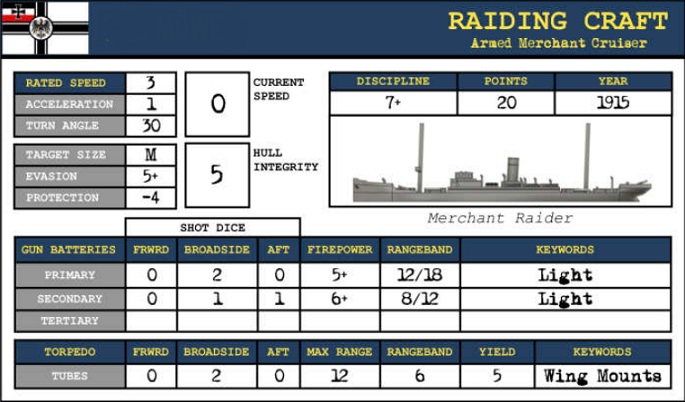 RAIDING CRAFT
Armed Merchant Cruiser
RATED SPEED 3
ACCELERATION 1
TURN ANGLE 30
0 CURRENT SPEED
TARGET SIZE M
EVASION 5+
PROTECTION -4
5 HULL INTEGRITY
DISCIPLINE POINTS YEAR
7+ 20 1915
Merchant Raider
SHOT DICE
GUN BATTERIES FRWRD BROADSIDE AFT FIREPOWER RANGEBAND KEYWORDS
PRIMARY 0 2 0 5+ 12/18 Light
SECONDARY 0 1 1 6+ 8/12 Light
TERTIARY
TORPEDO FRWRD BROADSIDE AFT MAX RANGE RANGEBAND YIELD KEYWORDS
TUBES 0 2 0 12 6 5 Wing Mounts